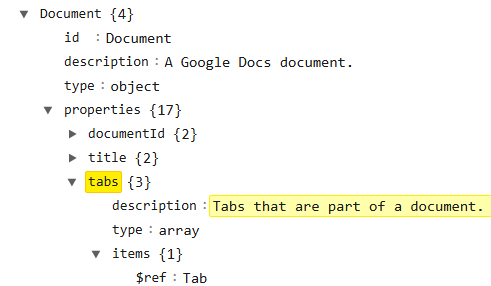 Document {4}
id : Document
description : A Google Docs document.
type : object
properties {17}
documentId {2}
title {2}
tabs {3}
description : Tabs that are part of a document.
type : array
items {1}
$ref : Tab